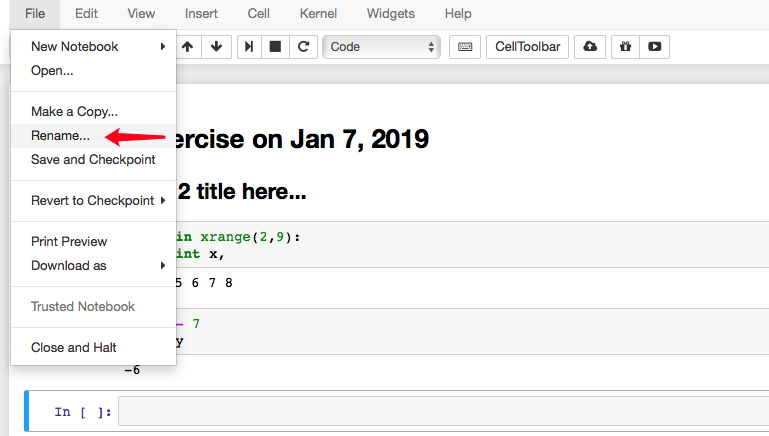 File Edit View Insert Cell Kernel Widgets Help
New Notebook
Code
CellToolbar
Open...
Make a Copy...
Rename...
Save and Checkpoint
Revert to Checkpoint
Print Preview
Download as
Trusted Notebook
Close and Halt
on Jan 7, 2019
2 title here...
in xrange(2,9):
x,
5 6 7 8
- 7
y
-6
In [ ]: